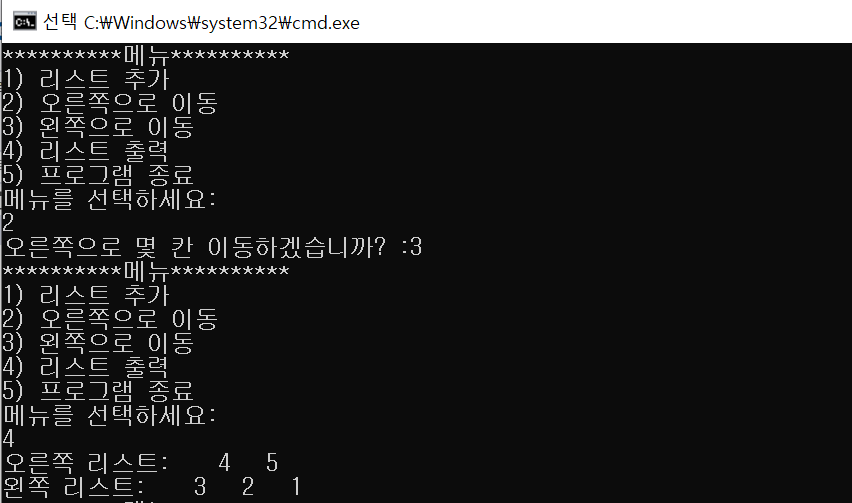 선택 C:₩Windows₩system32₩cmd.exe
**********메뉴**********
1) 리스트 추가
2) 오른쪽으로 이동
3) 왼쪽으로 이동
4) 리스트 출력
5) 프로그램 종료
메뉴를 선택하세요:
2
오른쪽으로 몇 칸 이동하겠습니까? :3
**********메뉴**********
1) 리스트 추가
2) 오른쪽으로 이동
3) 왼쪽으로 이동
4) 리스트 출력
5) 프로그램 종료
메뉴를 선택하세요:
4
오른쪽 리스트:    4   5
왼쪽 리스트:    3   2   1